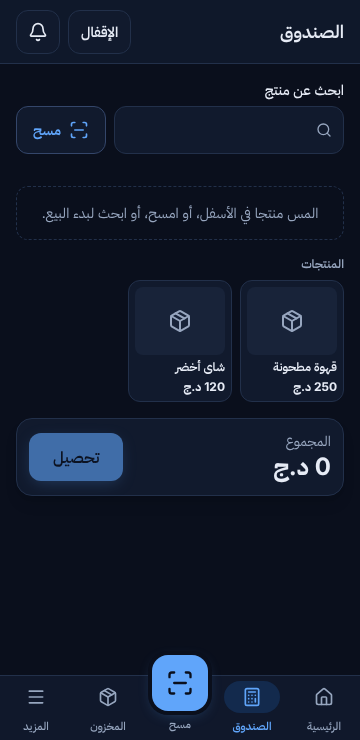 الصندوق
الإقفال
ابحث عن منتج
مسح
المس منتجا في الأسفل، أو امسح، أو ابحث لبدء البيع.
المنتجات
قهوة مطحونة
250 د.ج
شاي أخضر
120 د.ج
المجموع
0 د.ج
تحصيل
الرئيسية
الصندوق
مسح
المخزون
المزيد